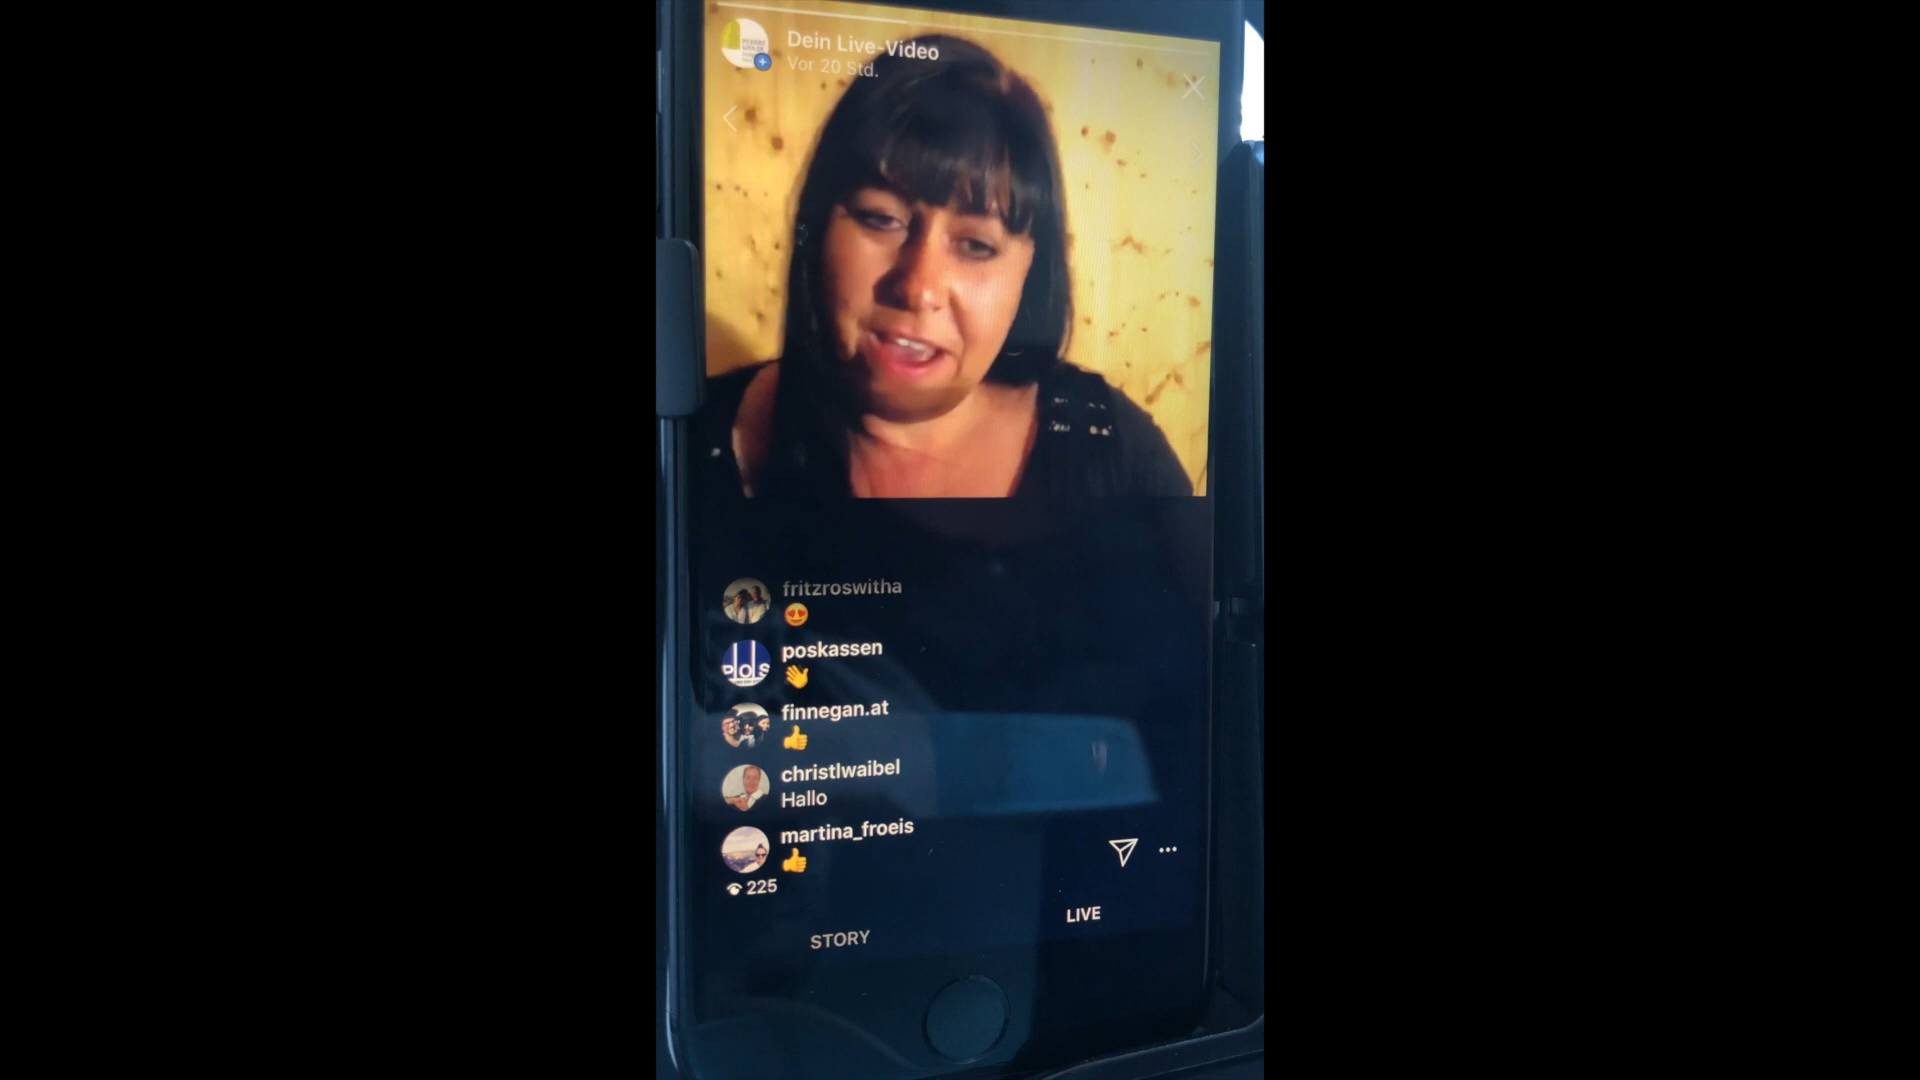 Dein Live-Video
Vor 20 Std.
fritzroswitha
😍
poskassen
👋
finnegan.at
👍
christlwaibel
Hallo
martina_froeis
👍
225
LIVE
STORY